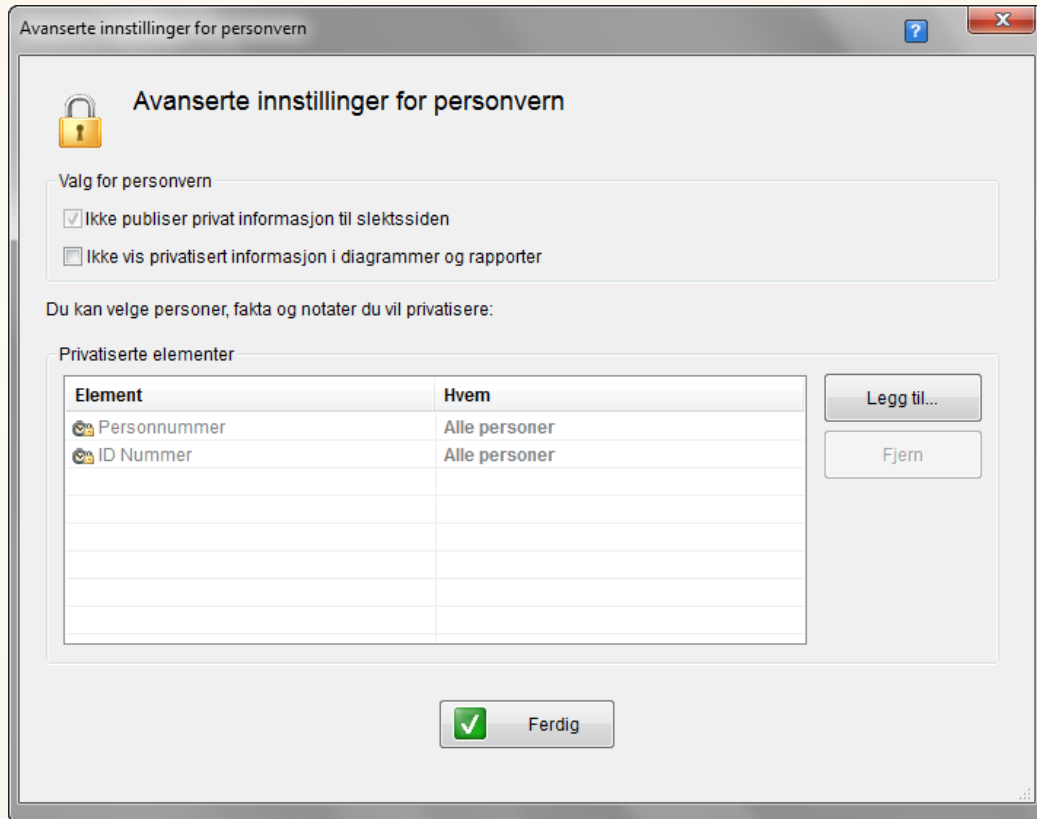 Avanserte innstillinger for personvern
Avanserte innstillinger for personvern
Valg for personvern
Ikke publiser privat informasjon til slektssiden
Ikke vis privatisert informasjon i diagrammer og rapporter
Du kan velge personer, fakta og notater du vil privatisere:
Privatiserte elementer
Element Hvem
Legg til...
Personnummer Alle personer
ID Nummer Alle personer
Fjern
Ferdig